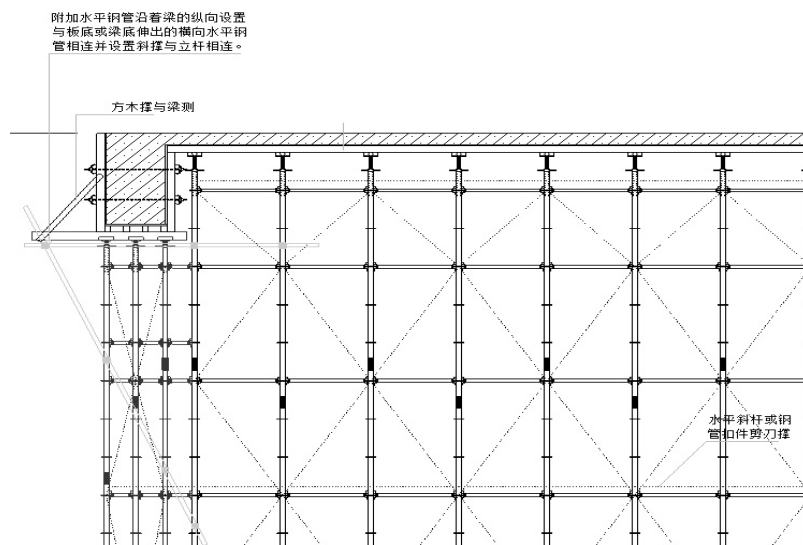 附加水平钢管沿着梁的纵向设置
与板底或梁底伸出的横向水平钢
管相连并设置斜撑与立杆相连。
方木撑与梁测
水平斜杆或钢
管扣件剪刀撑